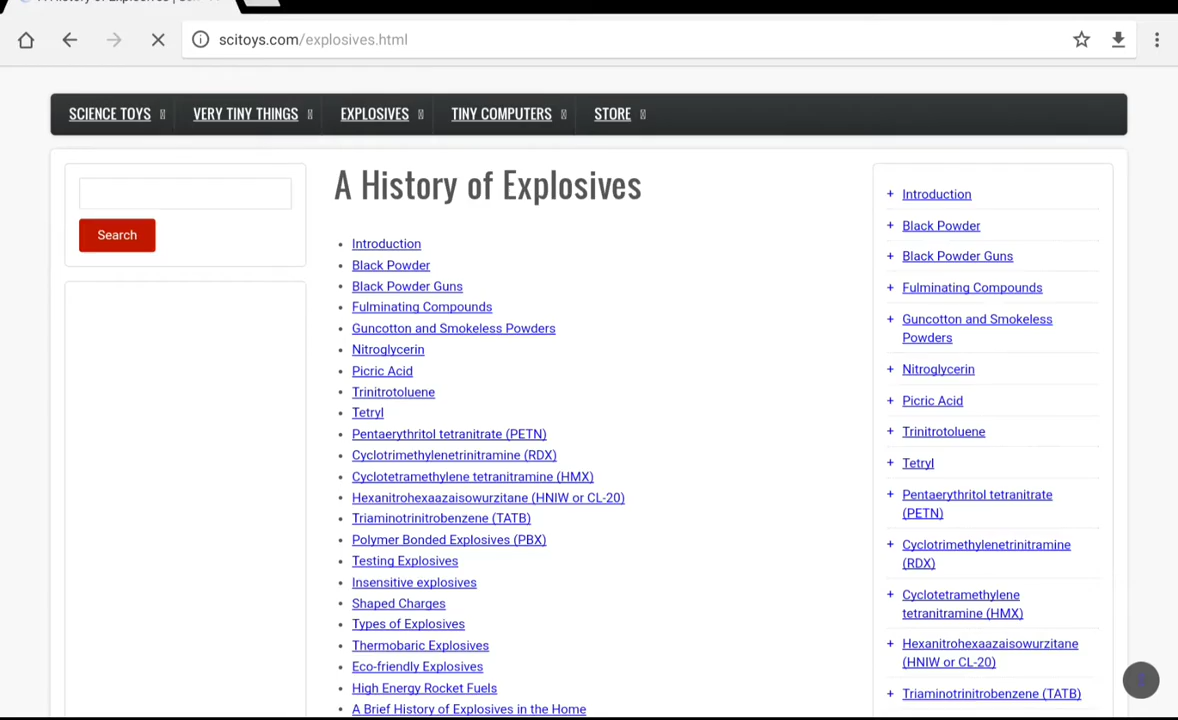 scitoys.com/explosives.html
SCIENCE TOYS
VERY TINY THINGS
EXPLOSIVES
TINY COMPUTERS
STORE
Search
A History of Explosives
Introduction
Black Powder
Black Powder Guns
Fulminating Compounds
Guncotton and Smokeless Powders
Nitroglycerin
Picric Acid
Trinitrotoluene
Tetryl
Pentaerythritol tetranitrate (PETN)
Cyclotrimethylenetrinitramine (RDX)
Cyclotetramethylene tetranitramine (HMX)
Hexanitrohexaazaisowurzitane (HNIW or CL-20)
Triaminotrinitrobenzene (TATB)
Polymer Bonded Explosives (PBX)
Testing Explosives
Insensitive explosives
Shaped Charges
Types of Explosives
Thermobaric Explosives
Eco-friendly Explosives
High Energy Rocket Fuels
A Brief History of Explosives in the Home
+ Introduction
+ Black Powder
+ Black Powder Guns
+ Fulminating Compounds
+ Guncotton and Smokeless
Powders
+ Nitroglycerin
+ Picric Acid
+ Trinitrotoluene
+ Tetryl
+ Pentaerythritol tetranitrate
(PETN)
+ Cyclotrimethylenetrinitramine
(RDX)
+ Cyclotetramethylene
tetranitramine (HMX)
+ Hexanitrohexaazaisowurzitane
(HNIW or CL-20)
+ Triaminotrinitrobenzene (TATB)